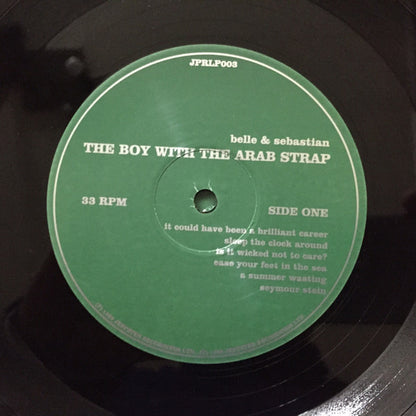 JPRLP003
belle & sebastian
THE BOY WITH THE ARAB STRAP
33 RPM
SIDE ONE
it could have been a brilliant career
sleep the clock around
is it wicked not to care?
ease your feet in the sea
a summer wasting
seymour stein